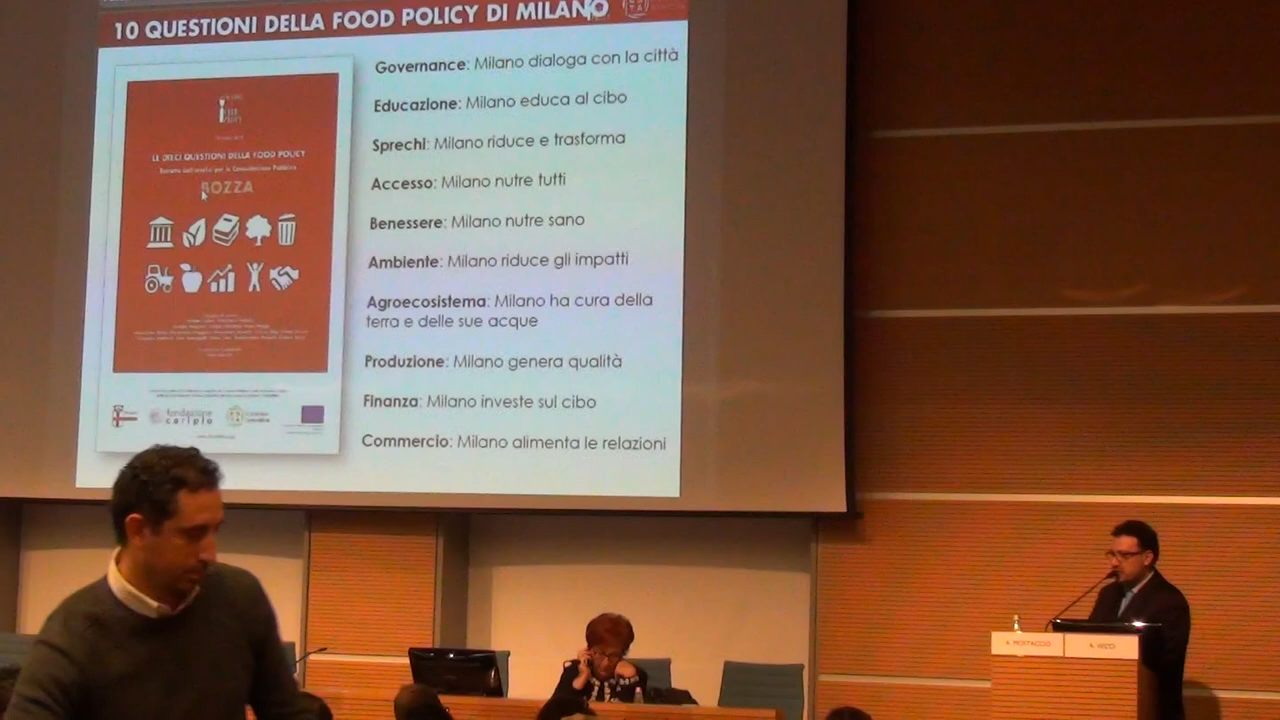 10 QUESTIONI DELLA FOOD POLICY DI MILANO
Governance: Milano dialoga con la città
Educazione: Milano educa al cibo
Sprechi: Milano riduce e trasforma
Accesso: Milano nutre tutti
Benessere: Milano nutre sano
Ambiente: Milano riduce gli impatti
Agroecosistema: Milano ha cura della
terra e delle sue acque
Produzione: Milano genera qualità
Finanza: Milano investe sul cibo
Commercio: Milano alimenta le relazioni
LE DIECI QUESTIONI DELLA FOOD POLICY
BOZZA
fondazione
cariplo